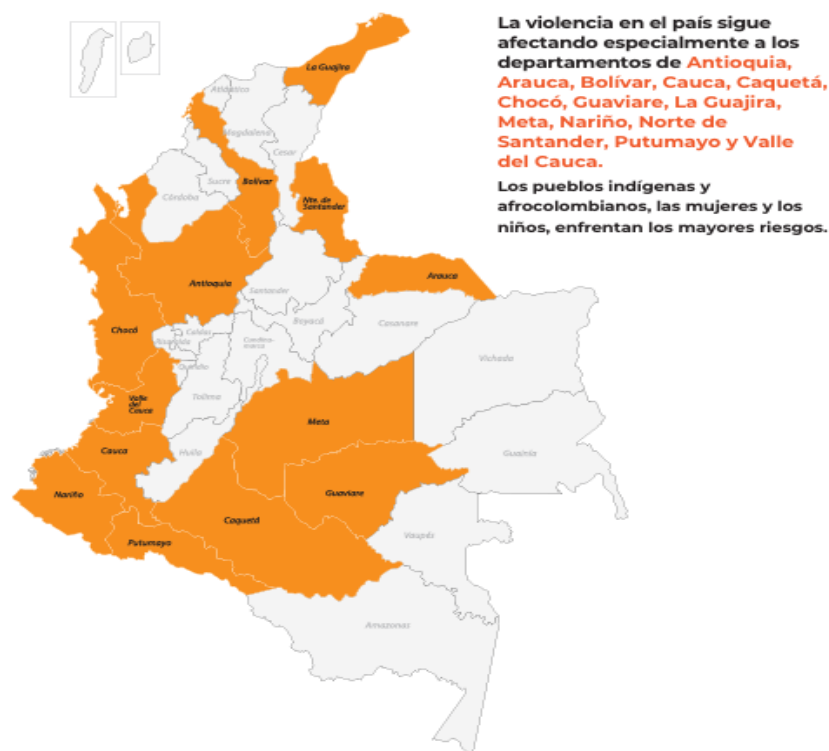 La violencia en el país sigue
afectando especialmente a los
departamentos de Antioquia,
Arauca, Bolívar, Cauca, Caquetá,
Chocó, Guaviare, La Guajira,
Meta, Nariño, Norte de
Santander, Putumayo y Valle
del Cauca.
Los pueblos indígenas y
afrocolombianos, las mujeres y los
niños, enfrentan los mayores riesgos.
La Guajira
Atlántico
Magdalena
Cesar
Sucre
Bolívar
Córdoba
Nte. de
Santander
Antioquia
Santander
Arauca
Chocó
Caldas
Risaralda
Quindío
Cundina-
marca
Boyacá
Casanare
Vichada
Valle
del
Cauca
Tolima
Meta
Cauca
Huila
Guainía
Nariño
Guaviare
Caquetá
Putumayo
Vaupés
Amazonas